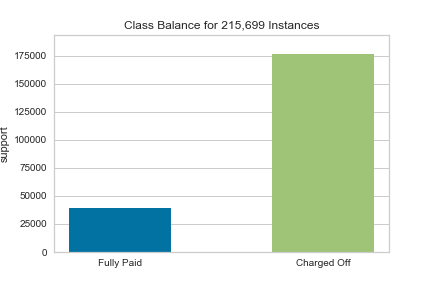 Class Balance for 215,699 Instances
175000
150000
125000
100000
75000
50000
25000
0
support
Fully Paid
Charged Off